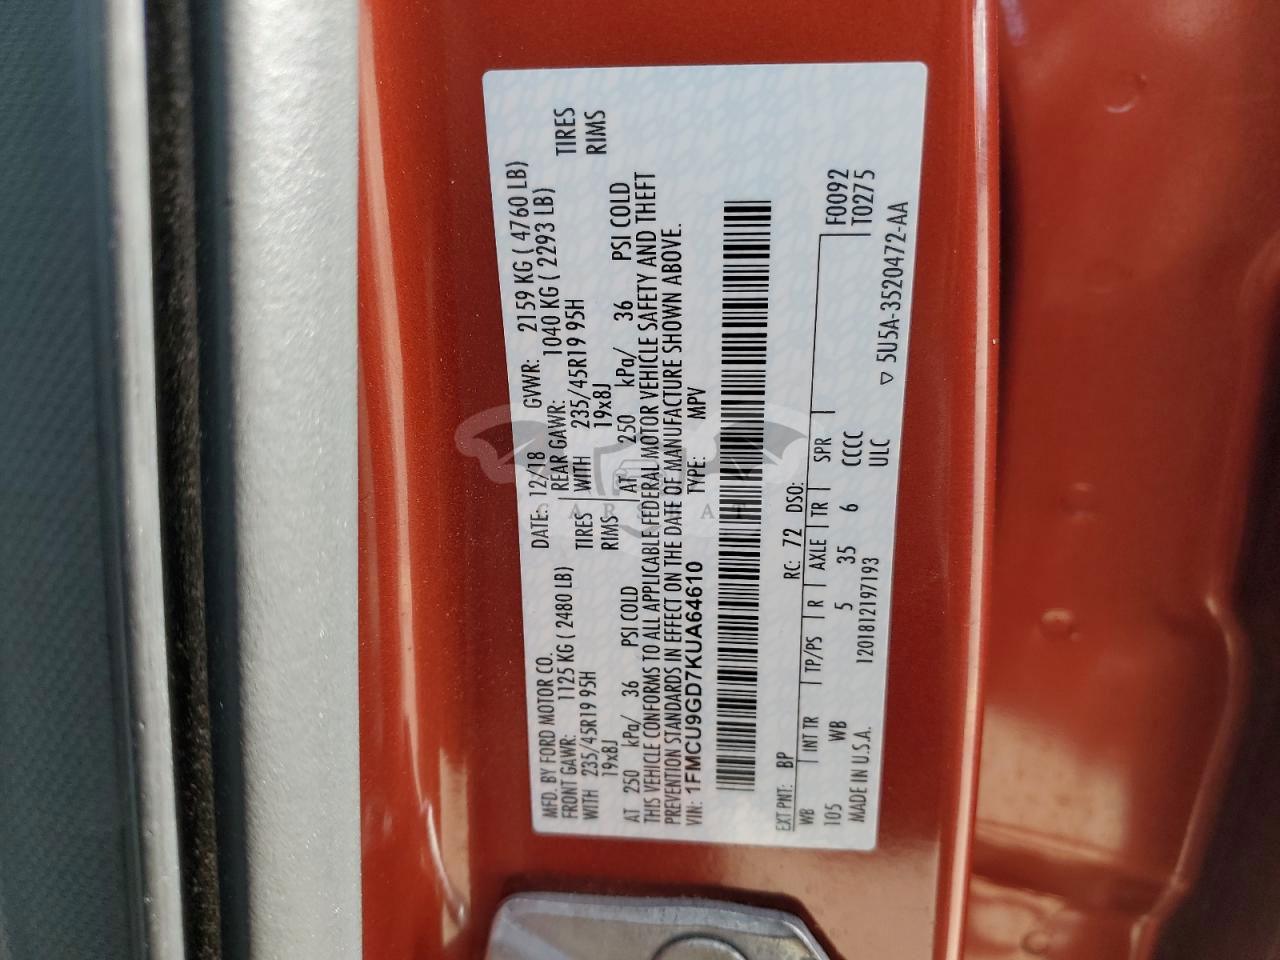 MFD. BY FORD MOTOR CO.
DATE: 12/18 GVWR: 2159 KG ( 4760 LB)
FRONT GAWR: 1125 KG ( 2480 LB)
REAR GAWR: 1040 KG ( 2293 LB)
WITH 235/45R19 95H TIRES
WITH 235/45R19 95H TIRES
19x8J RIMS
19x8J RIMS
AT 250 kPa/ 36 PSI COLD
AT 250 kPa/ 36 PSI COLD
THIS VEHICLE CONFORMS TO ALL APPLICABLE FEDERAL MOTOR VEHICLE SAFETY AND THEFT
PREVENTION STANDARDS IN EFFECT ON THE DATE OF MANUFACTURE SHOWN ABOVE.
VIN: 1FMCU9GD7KUA64610 TYPE: MPV
EXT PNT: BP RC: 72 DSO:
WB INT TR TP/PS R AXLE TR SPR F0092
105 WB 5 35 6 CCCC T0275
MADE IN U.S.A. 120181219​7193 ULC
▽ 5U5A-3520472-AA